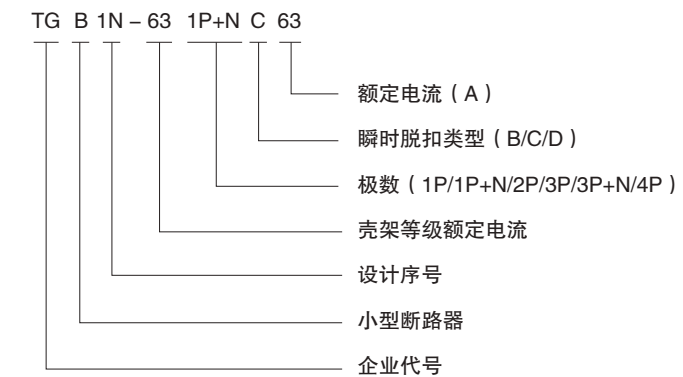 TG B 1N – 63 1P+N C 63
额定电流（A）
瞬时脱扣类型（B/C/D）
极数（1P/1P+N/2P/3P/3P+N/4P）
壳架等级额定电流
设计序号
小型断路器
企业代号